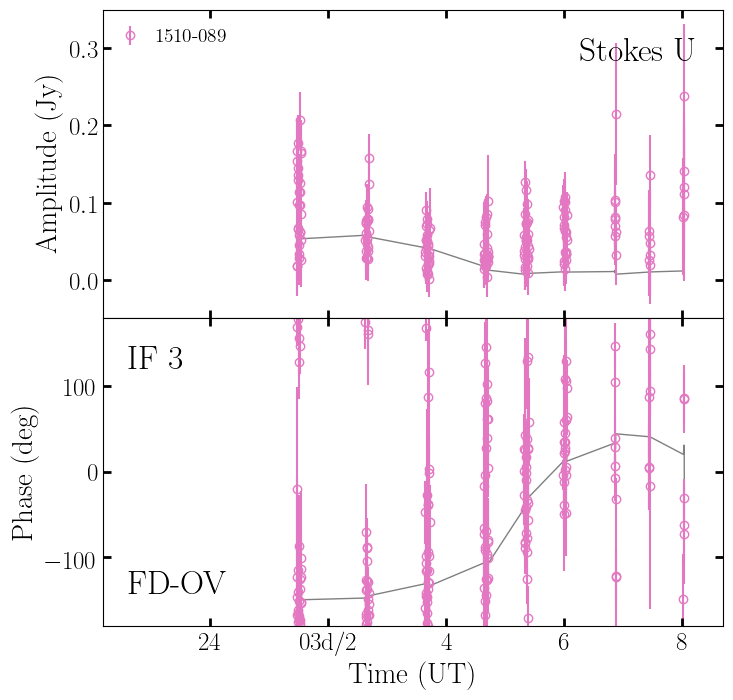 1510-089
Stokes U
0.3
0.2
0.1
0.0
Amplitude (Jy)
IF 3
100
0
−100
Phase (deg)
FD-OV
24 03d/2 4 6 8
Time (UT)